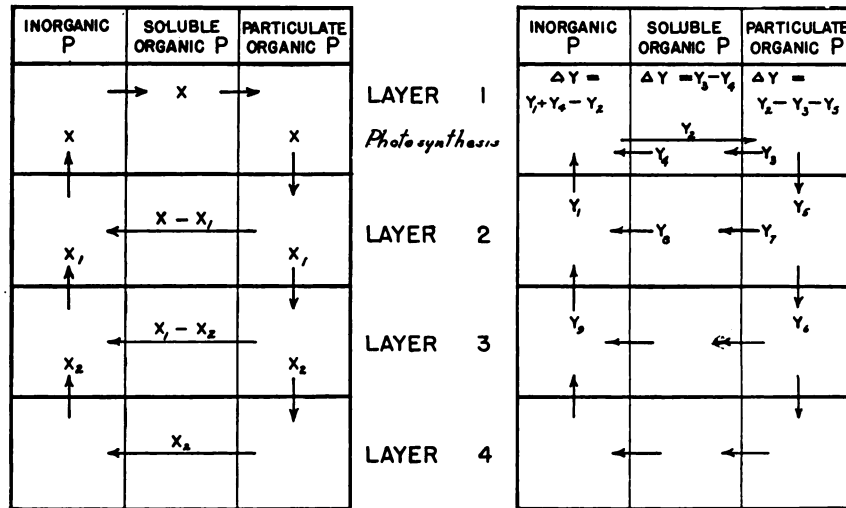 INORGANIC P
SOLUBLE ORGANIC P
PARTICULATE ORGANIC P
X
X
X
X – X₁
X₁
X₁
X₁ – X₂
X₂
X₂
X₂
LAYER 1
Photosynthesis
LAYER 2
LAYER 3
LAYER 4
INORGANIC P
SOLUBLE ORGANIC P
PARTICULATE ORGANIC P
ΔY =
Y₁+Y₄–Y₂
ΔY =Y₃–Y₄
ΔY =
Y₂–Y₃–Y₅
Y₂
Y₄
Y₃
Y₁
Y₅
Y₈
Y₇
Y₉
Y₆